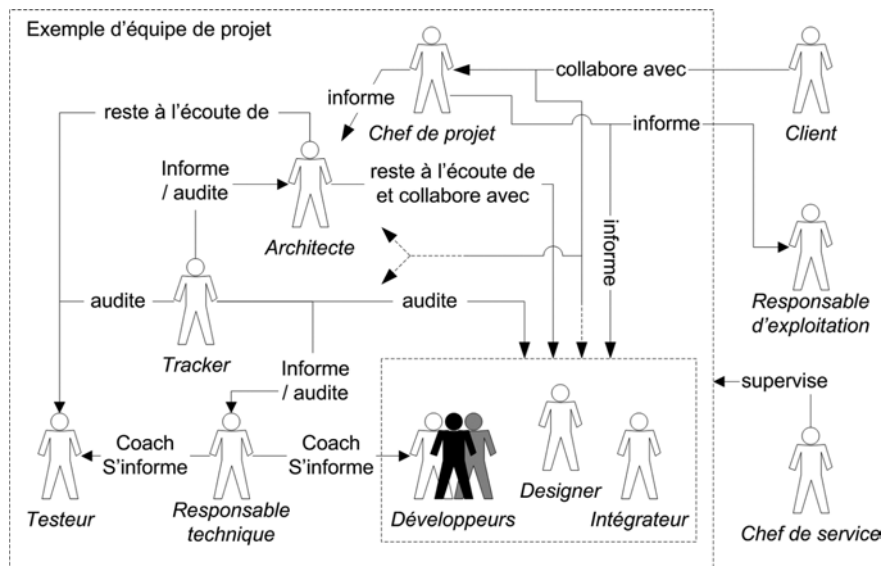 Exemple d'équipe de projet
collabore avec
informe
reste à l'écoute de
Chef de projet
informe
Client
Informe
/ audite
reste à l'écoute de
et collabore avec
informe
Architecte
audite
audite
Responsable
d'exploitation
Tracker
Informe
/ audite
supervise
Coach
S'informe
Coach
S'informe
Designer
Testeur
Responsable
technique
Développeurs
Intégrateur
Chef de service